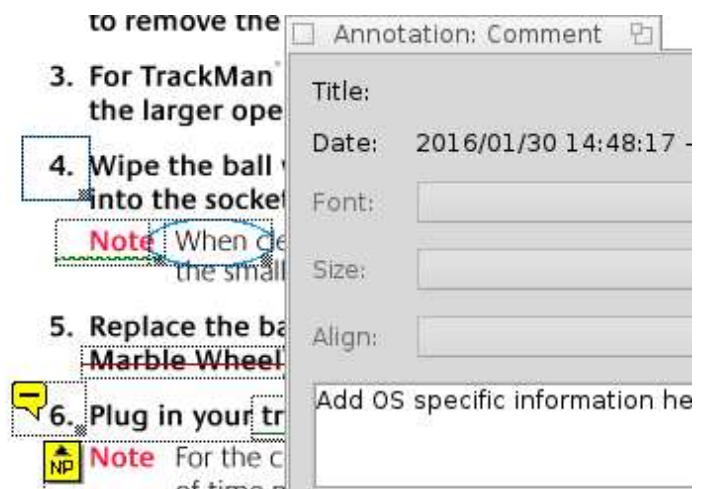 to remove the
3. For TrackMan
the larger ope
4. Wipe the ball
into the socket
Note When cle
the small
5. Replace the ba
Marble Wheel
6. Plug in your tr
NP Note For the c
of time
Annotation: Comment
Title:
Date: 2016/01/30 14:48:17 -
Font:
Size:
Align:
Add OS specific information he